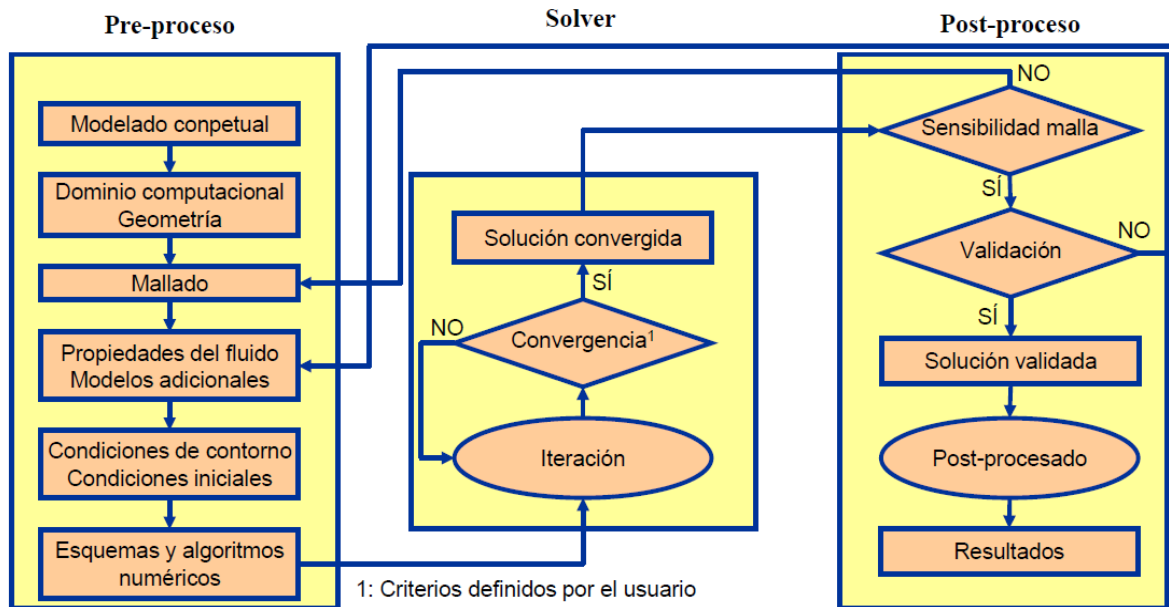 Pre-proceso
Solver
Post-proceso
Modelado conpetual
Dominio computacional
Geometría
Mallado
Propiedades del fluido
Modelos adicionales
Condiciones de contorno
Condiciones iniciales
Esquemas y algoritmos
numéricos
Solución convergida
SÍ
NO
Convergencia¹
Iteración
1: Criterios definidos por el usuario
NO
Sensibilidad malla
SÍ
NO
Validación
SÍ
Solución validada
Post-procesado
Resultados